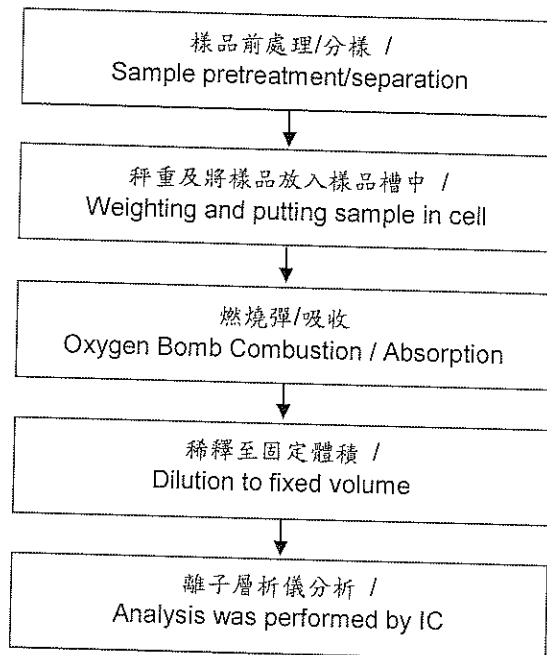 樣品前處理/分樣 /
Sample pretreatment/separation
秤重及將樣品放入樣品槽中 /
Weighting and putting sample in cell
燃燒彈/吸收
Oxygen Bomb Combustion / Absorption
稀釋至固定體積 /
Dilution to fixed volume
離子層析儀分析 /
Analysis was performed by IC